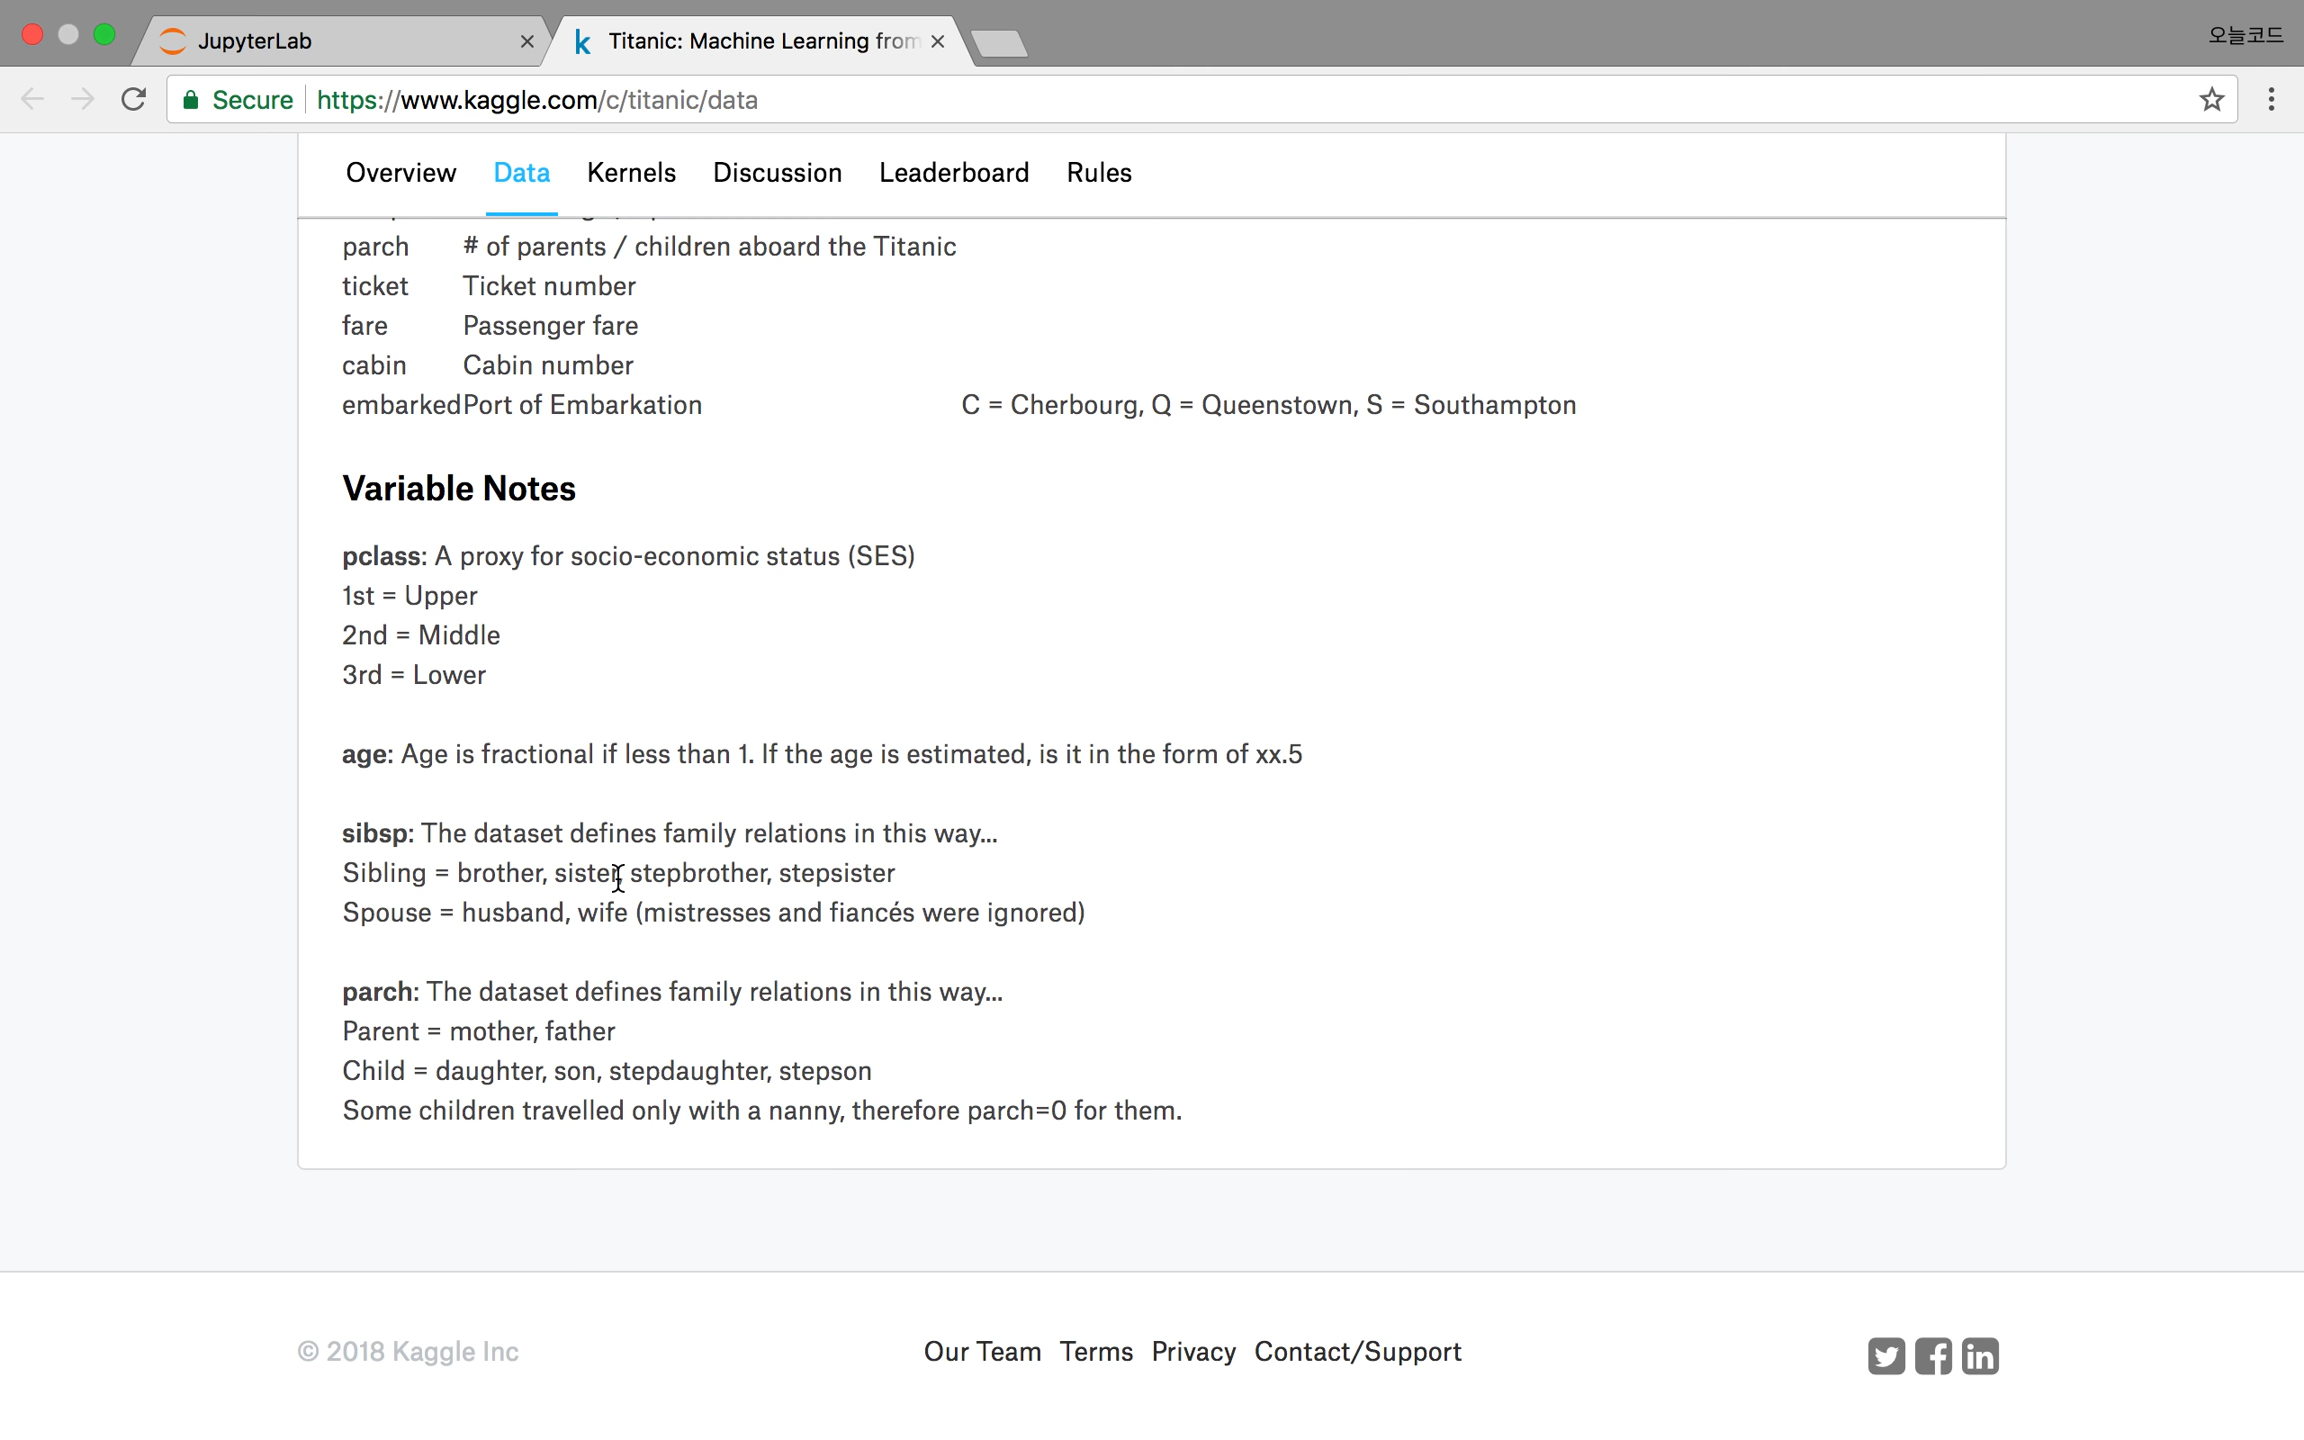 JupyterLab
k Titanic: Machine Learning from
오늘코드
Secure https://www.kaggle.com/c/titanic/data
Overview Data Kernels Discussion Leaderboard Rules
parch # of parents / children aboard the Titanic
ticket Ticket number
fare Passenger fare
cabin Cabin number
embarked Port of Embarkation C = Cherbourg, Q = Queenstown, S = Southampton
Variable Notes
pclass: A proxy for socio-economic status (SES)
1st = Upper
2nd = Middle
3rd = Lower
age: Age is fractional if less than 1. If the age is estimated, is it in the form of xx.5
sibsp: The dataset defines family relations in this way...
Sibling = brother, sister, stepbrother, stepsister
Spouse = husband, wife (mistresses and fiancés were ignored)
parch: The dataset defines family relations in this way...
Parent = mother, father
Child = daughter, son, stepdaughter, stepson
Some children travelled only with a nanny, therefore parch=0 for them.
© 2018 Kaggle Inc
Our Team Terms Privacy Contact/Support